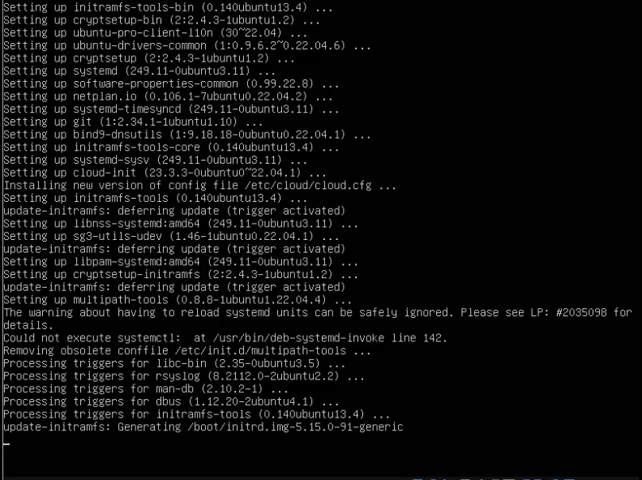 Setting up initramfs-tools-bin (0.140ubuntu13.4) ...
Setting up cryptsetup-bin (2:2.4.3-1ubuntu1.2) ...
Setting up ubuntu-pro-client-l10n (30~22.04) ...
Setting up ubuntu-drivers-common (1:0.9.6.2~0.22.04.6) ...
Setting up cryptsetup (2:2.4.3-1ubuntu1.2) ...
Setting up systemd (249.11-0ubuntu3.11) ...
Setting up software-properties-common (0.99.22.8) ...
Setting up netplan.io (0.106.1-7ubuntu0.22.04.2) ...
Setting up systemd-timesyncd (249.11-0ubuntu3.11) ...
Setting up git (1:2.34.1-1ubuntu1.10) ...
Setting up bind9-dnsutils (1:9.18.18-0ubuntu0.22.04.1) ...
Setting up initramfs-tools-core (0.140ubuntu13.4) ...
Setting up systemd-sysv (249.11-0ubuntu3.11) ...
Setting up cloud-init (23.3.3-0ubuntu0~22.04.1) ...
Installing new version of config file /etc/cloud/cloud.cfg ...
Setting up initramfs-tools (0.140ubuntu13.4) ...
update-initramfs: deferring update (trigger activated)
Setting up libnss-systemd:amd64 (249.11-0ubuntu3.11) ...
Setting up sg3-utils-udev (1.46-1ubuntu0.22.04.1) ...
update-initramfs: deferring update (trigger activated)
Setting up libpam-systemd:amd64 (249.11-0ubuntu3.11) ...
Setting up cryptsetup-initramfs (2:2.4.3-1ubuntu1.2) ...
update-initramfs: deferring update (trigger activated)
Setting up multipath-tools (0.8.8-1ubuntu1.22.04.4) ...
The warning about having to reload systemd units can be safely ignored. Please see LP: #2035098 for
details.
Could not execute systemctl:  at /usr/bin/deb-systemd-invoke line 142.
Removing obsolete conffile /etc/init.d/multipath-tools ...
Processing triggers for libc-bin (2.35-0ubuntu3.5) ...
Processing triggers for rsyslog (8.2112.0-2ubuntu2.2) ...
Processing triggers for man-db (2.10.2-1) ...
Processing triggers for dbus (1.12.20-2ubuntu4.1) ...
Processing triggers for initramfs-tools (0.140ubuntu13.4) ...
update-initramfs: Generating /boot/initrd.img-5.15.0-91-generic